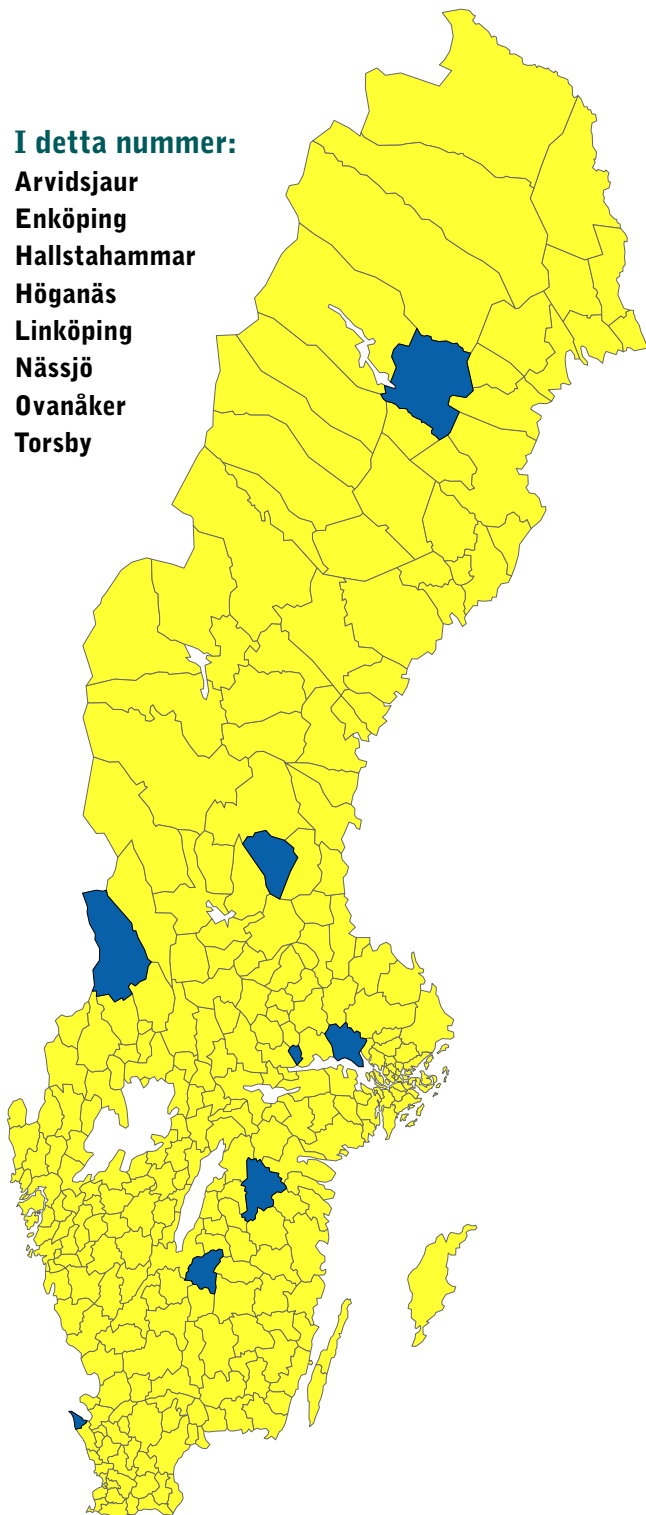 I detta nummer:
Arvidsjaur
Enköping
Hallstahammar
Höganäs
Linköping
Nässjö
Ovanåker
Torsby